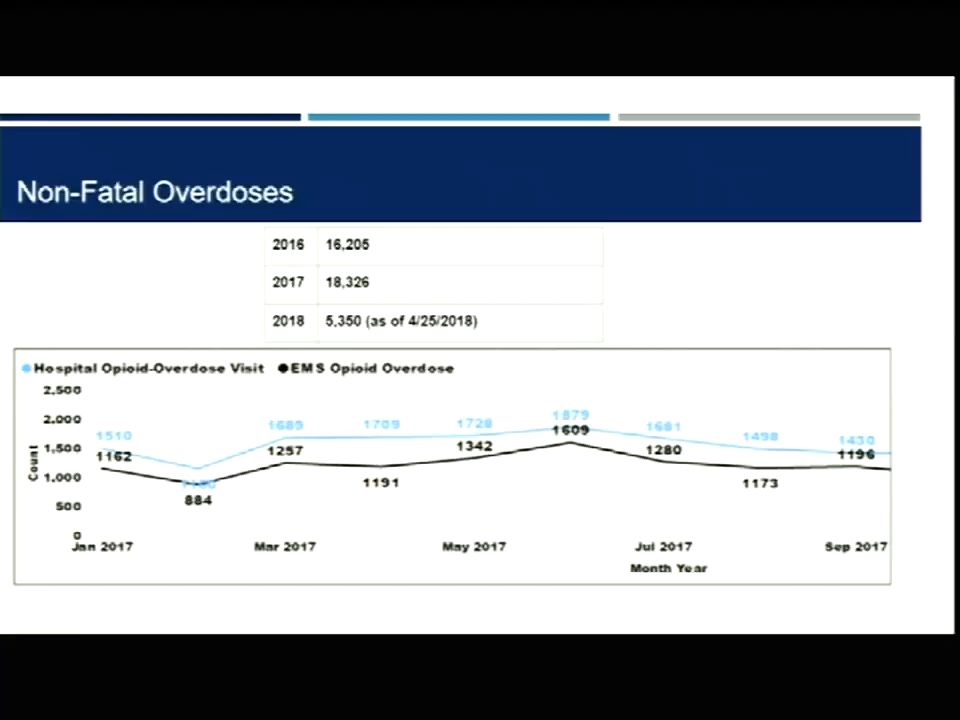 Non-Fatal Overdoses
2016 16,205
2017 18,326
2018 5,350 (as of 4/25/2018)
Hospital Opioid-Overdose Visit EMS Opioid Overdose
2,500
2,000
1,500
1,000
500
0
Count
1510 1689 1709 1728 1879 1681 1498 1430
1162 884 1257 1191 1342 1609 1280 1173 1196
Jan 2017 Mar 2017 May 2017 Jul 2017 Sep 2017
Month Year